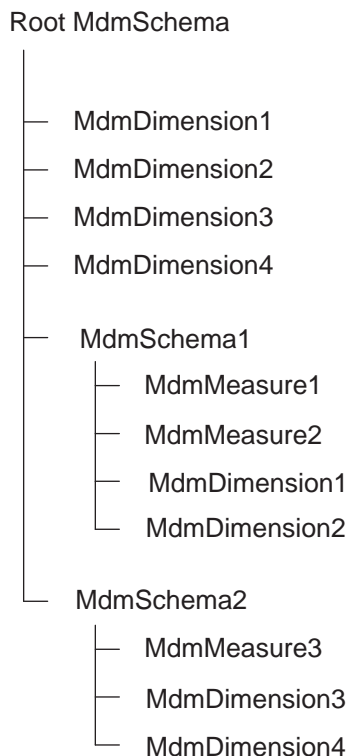 Root MdmSchema
MdmDimension1
MdmDimension2
MdmDimension3
MdmDimension4
MdmSchema1
MdmMeasure1
MdmMeasure2
MdmDimension1
MdmDimension2
MdmSchema2
MdmMeasure3
MdmDimension3
MdmDimension4